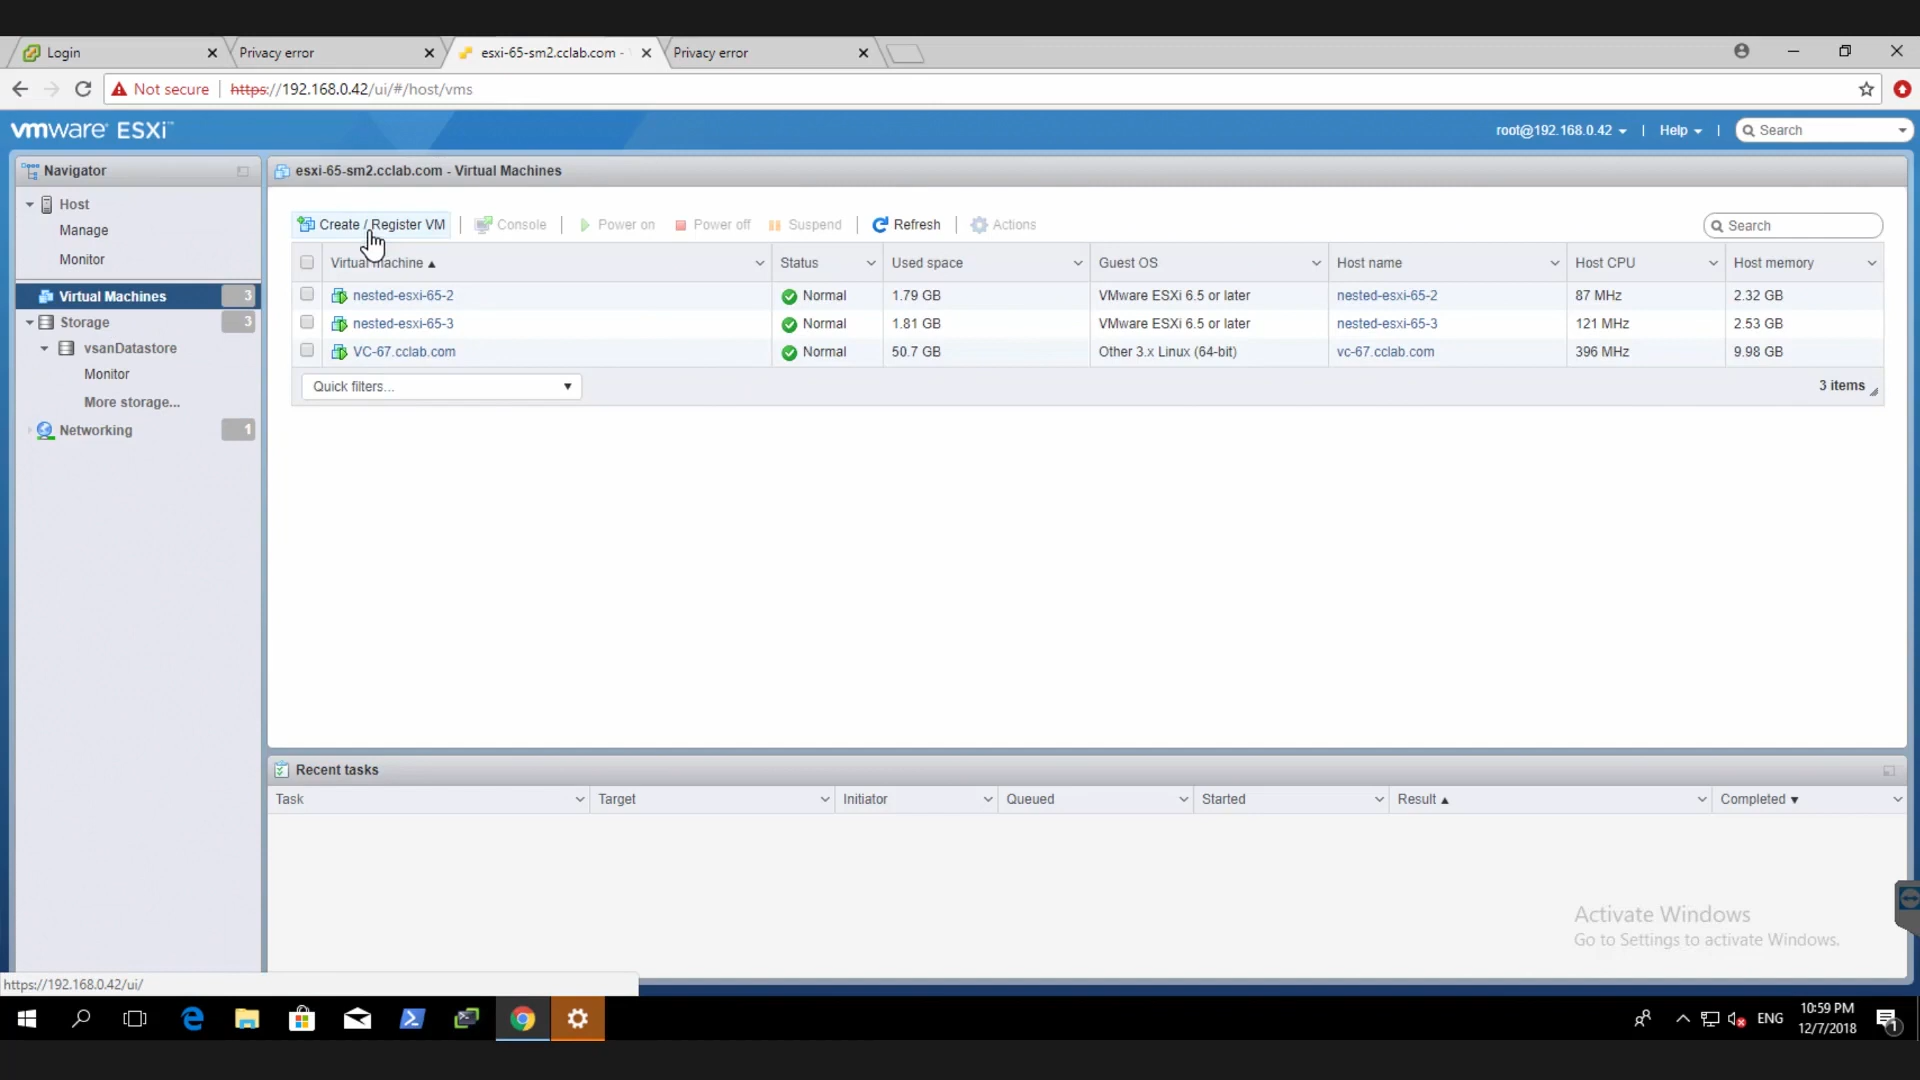 Login
Privacy error
esxi-65-sm2.cclab.com -
Privacy error
Not secure
https://192.168.0.42/ui/#/host/vms
vmware ESXi™
root@192.168.0.42
Help
Search
Navigator
Host
Manage
Monitor
Virtual Machines 3
Storage 3
vsanDatastore
Monitor
More storage...
Networking 1
esxi-65-sm2.cclab.com - Virtual Machines
Create / Register VM
Console
Power on
Power off
Suspend
Refresh
Actions
Search
Virtual machine ▲ Status Used space Guest OS Host name Host CPU Host memory
nested-esxi-65-2 Normal 1.79 GB VMware ESXi 6.5 or later nested-esxi-65-2 87 MHz 2.32 GB
nested-esxi-65-3 Normal 1.81 GB VMware ESXi 6.5 or later nested-esxi-65-3 121 MHz 2.53 GB
VC-67.cclab.com Normal 50.7 GB Other 3.x Linux (64-bit) vc-67.cclab.com 396 MHz 9.98 GB
Quick filters...
3 items
Recent tasks
Task Target Initiator Queued Started Result ▲ Completed ▼
Activate Windows
Go to Settings to activate Windows.
https://192.168.0.42/ui/
ENG
10:59 PM
12/7/2018
1